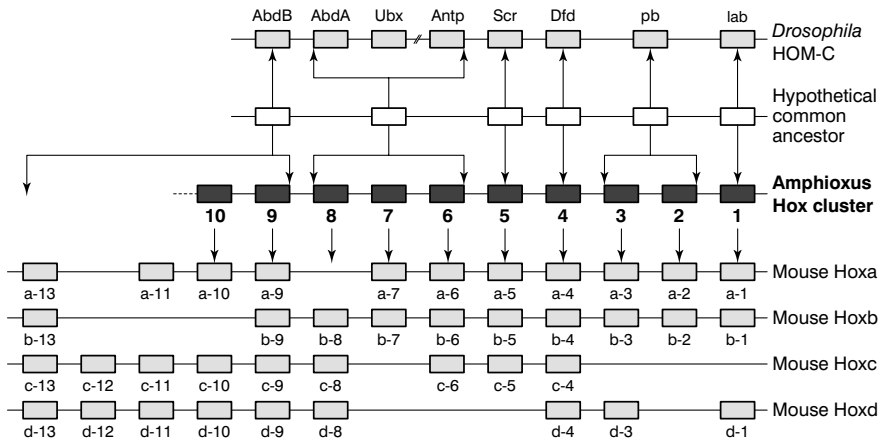 AbdB AbdA Ubx Antp Scr Dfd pb lab
Drosophila
HOM-C
Hypothetical
common
ancestor
Amphioxus
Hox cluster
10 9 8 7 6 5 4 3 2 1
Mouse Hoxa
a-13 a-11 a-10 a-9 a-7 a-6 a-5 a-4 a-3 a-2 a-1
Mouse Hoxb
b-13 b-9 b-8 b-7 b-6 b-5 b-4 b-3 b-2 b-1
Mouse Hoxc
c-13 c-12 c-11 c-10 c-9 c-8 c-6 c-5 c-4
Mouse Hoxd
d-13 d-12 d-11 d-10 d-9 d-8 d-4 d-3 d-1